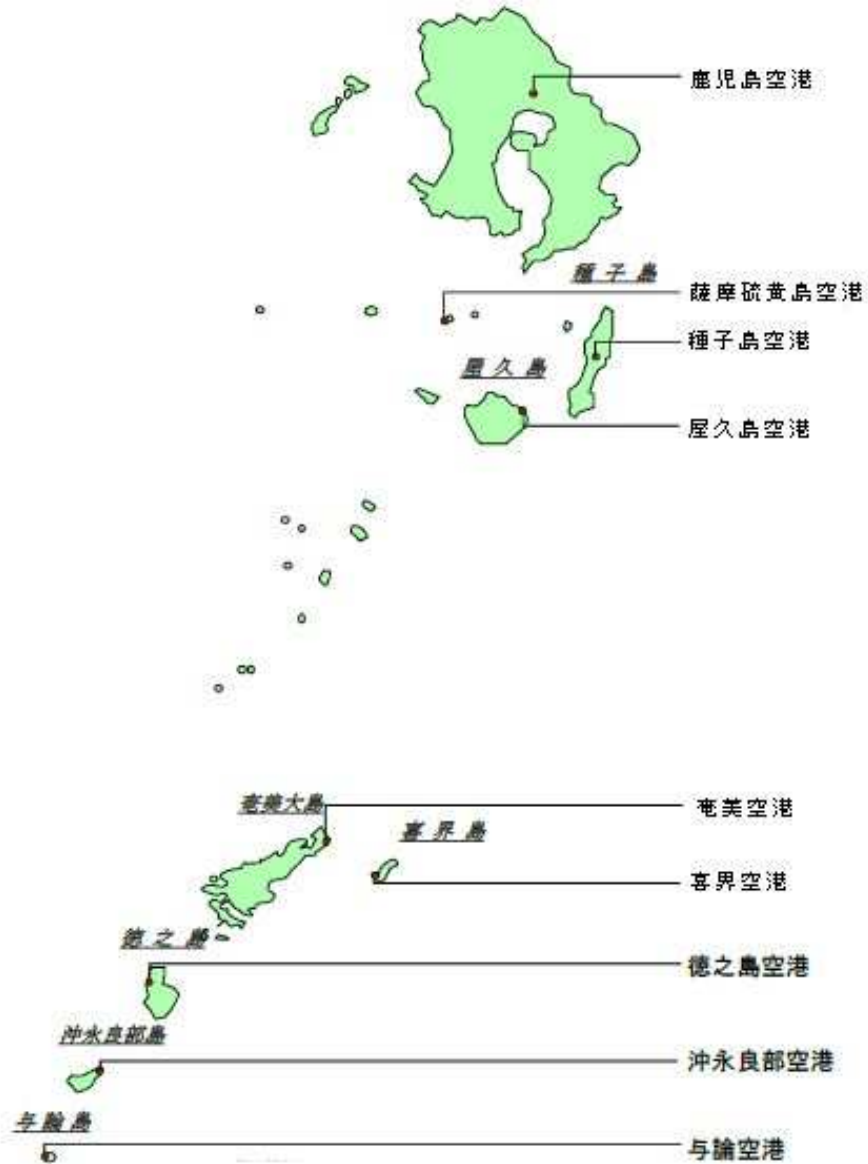 鹿児島空港
種子島
薩摩硫黄島空港
種子島空港
屋久島
屋久島空港
奄美大島
奄美空港
喜界島
喜界空港
徳之島
徳之島空港
沖永良部島
沖永良部空港
与論島
与論空港